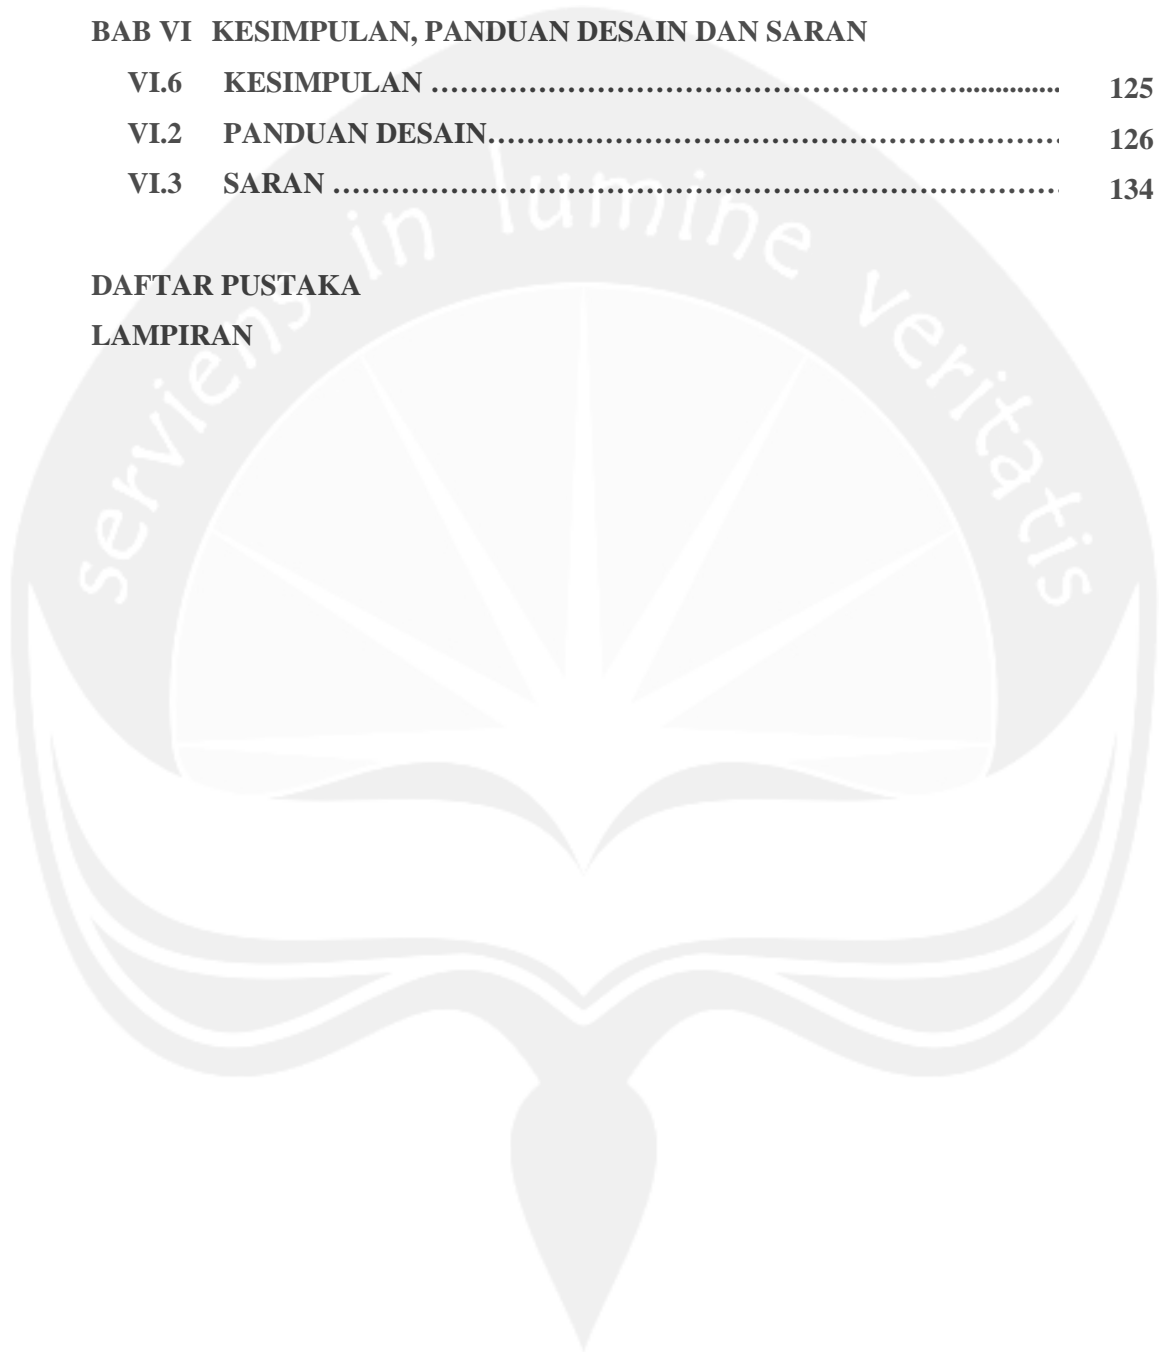 BAB VI KESIMPULAN, PANDUAN DESAIN DAN SARAN
VI.6 KESIMPULAN ………………………………………………………............. 125
VI.2 PANDUAN DESAIN……………………………………………………………… 126
VI.3 SARAN ………………………………………………………………………… 134
DAFTAR PUSTAKA
LAMPIRAN
serviens in lumine veritatis